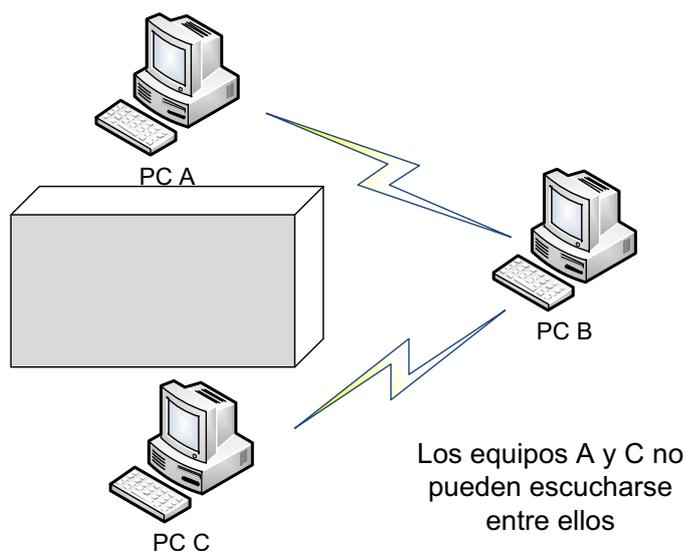 PC A
PC B
PC C
Los equipos A y C no
pueden escucharse
entre ellos